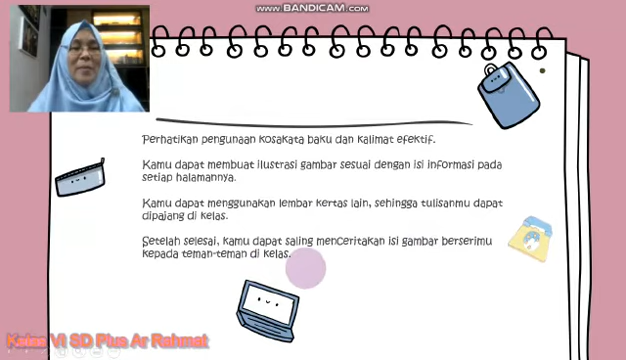 www.BANDICAM.com
Perhatikan pengunaan kosakata baku dan kalimat efektif.
Kamu dapat membuat ilustrasi gambar sesuai dengan isi informasi pada
setiap halamannya.
Kamu dapat menggunakan lembar kertas lain, sehingga tulisanmu dapat
dipajang di kelas.
Setelah selesai, kamu dapat saling menceritakan isi gambar berserimu
kepada teman-teman di kelas.
Kelas VI SD Plus Ar Rahmat